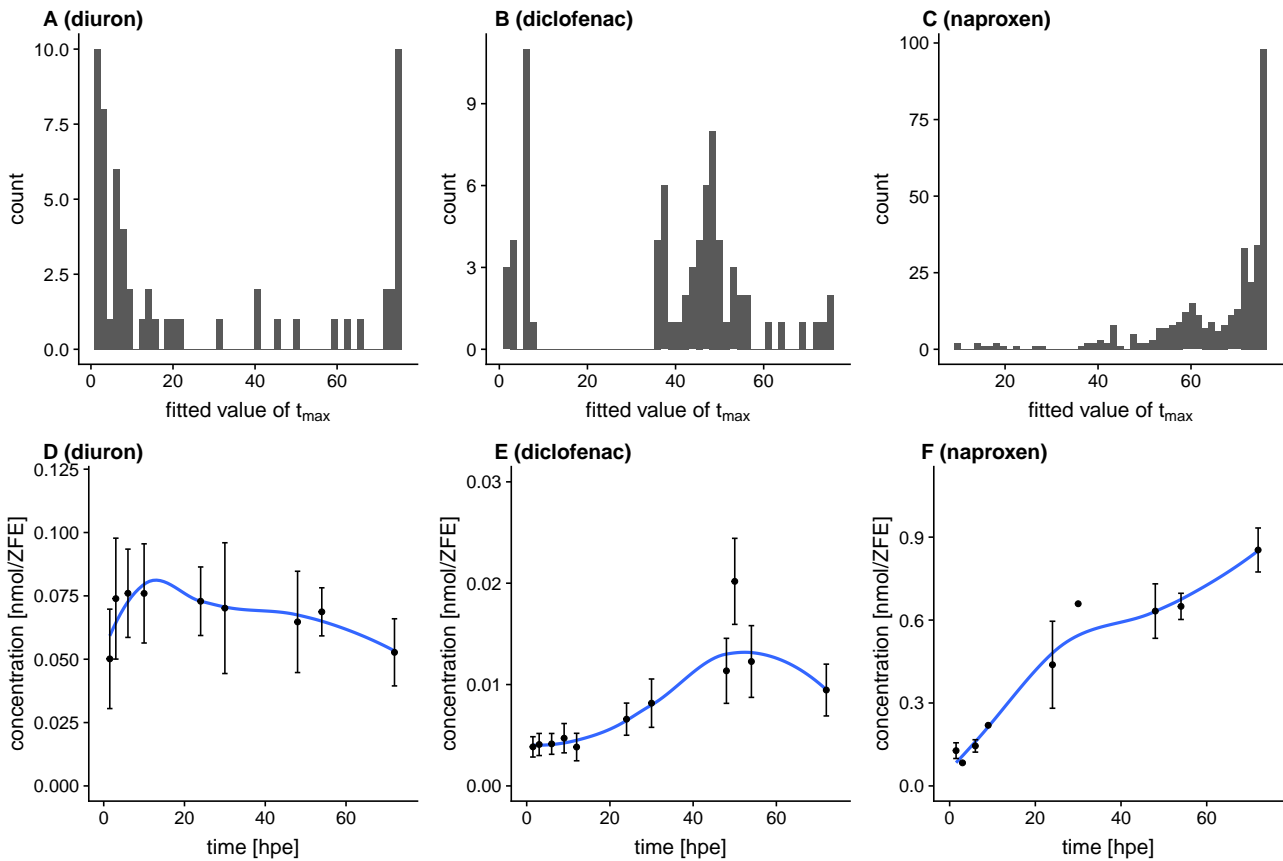 A (diuron)
10.0
7.5
5.0
2.5
0.0
count
0 20 40 60
fitted value of tmax
B (diclofenac)
9
6
3
0
count
0 20 40 60
fitted value of tmax
C (naproxen)
100
75
50
25
0
count
20 40 60
fitted value of tmax
D (diuron)
0.125
0.100
0.075
0.050
0.025
0.000
concentration [nmol/ZFE]
0 20 40 60
time [hpe]
E (diclofenac)
0.03
0.02
0.01
0.00
concentration [nmol/ZFE]
0 20 40 60
time [hpe]
F (naproxen)
0.9
0.6
0.3
0.0
concentration [nmol/ZFE]
0 20 40 60
time [hpe]